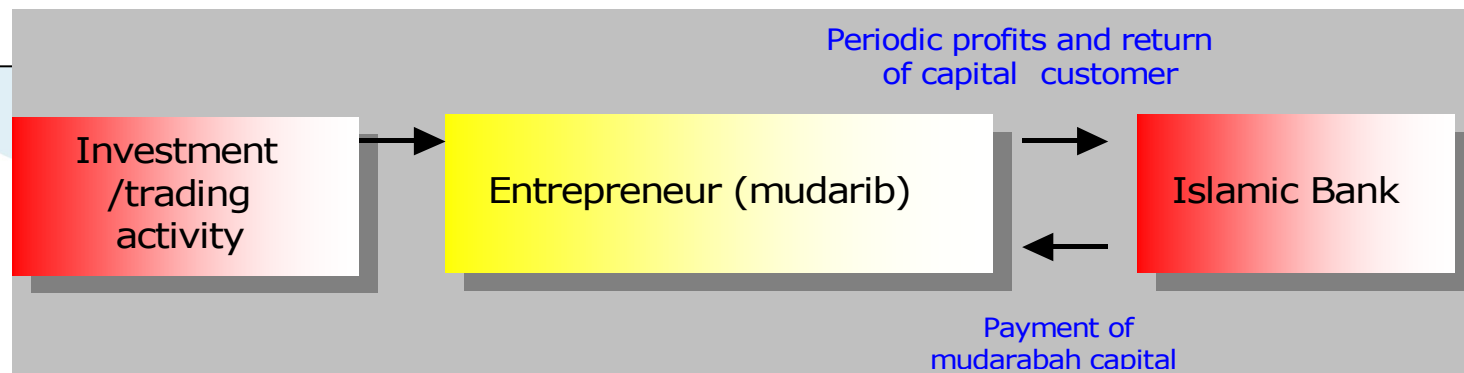 Periodic profits and return
of capital customer
Investment
/trading
activity
Entrepreneur (mudarib)
Islamic Bank
Payment of
mudarabah capital